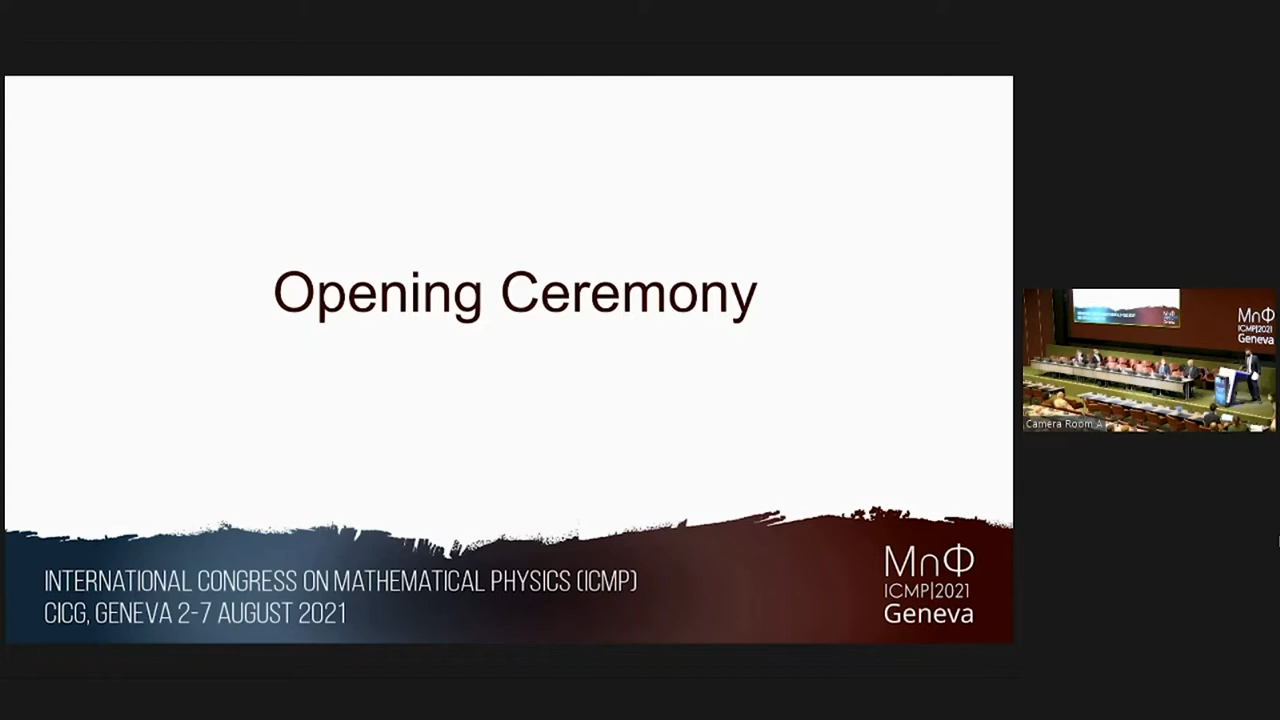 Opening Ceremony
INTERNATIONAL CONGRESS ON MATHEMATICAL PHYSICS (ICMP)
CICG, GENEVA 2-7 AUGUST 2021
M∩Φ
ICMP|2021
Geneva
M∩Φ
ICMP|2021
Geneva
Camera Room A